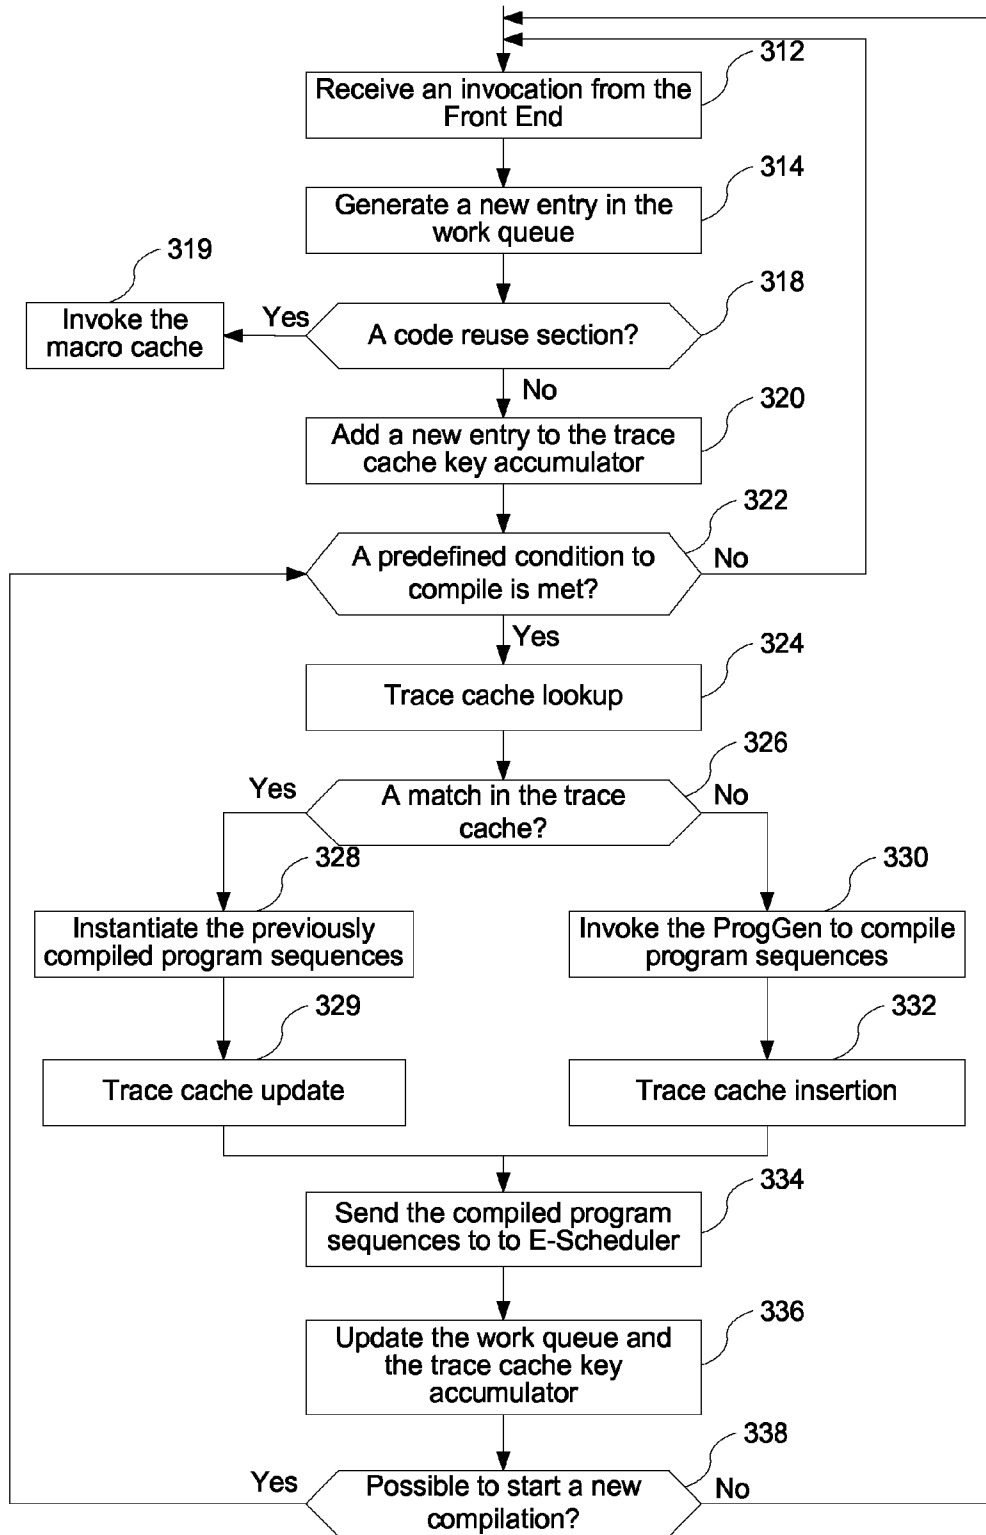 312
Receive an invocation from the
Front End
314
Generate a new entry in the
work queue
319
318
Invoke the
macro cache
Yes
A code reuse section?
No
320
Add a new entry to the trace
cache key accumulator
322
A predefined condition to
compile is met?
No
Yes
324
Trace cache lookup
326
Yes
A match in the trace
cache?
No
328
330
Instantiate the previously
compiled program sequences
Invoke the ProgGen to compile
program sequences
329
332
Trace cache update
Trace cache insertion
334
Send the compiled program
sequences to to E-Scheduler
336
Update the work queue and
the trace cache key
accumulator
338
Yes
Possible to start a new
compilation?
No